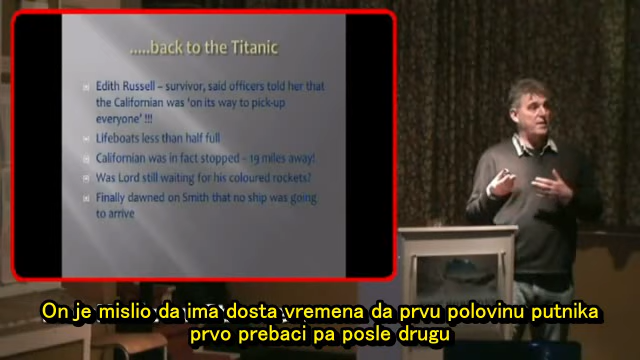 .....back to the Titanic
Edith Russell – survivor, said officers told her that
the Californian was 'on its way to pick-up
everyone' !!!
Lifeboats less than half full
Californian was in fact stopped – 19 miles away!
Was Lord still waiting for his coloured rockets?
Finally dawned on Smith that no ship was going
to arrive
On je mislio da ima dosta vremena da prvu polovinu putnika
prvo prebaci pa posle drugu